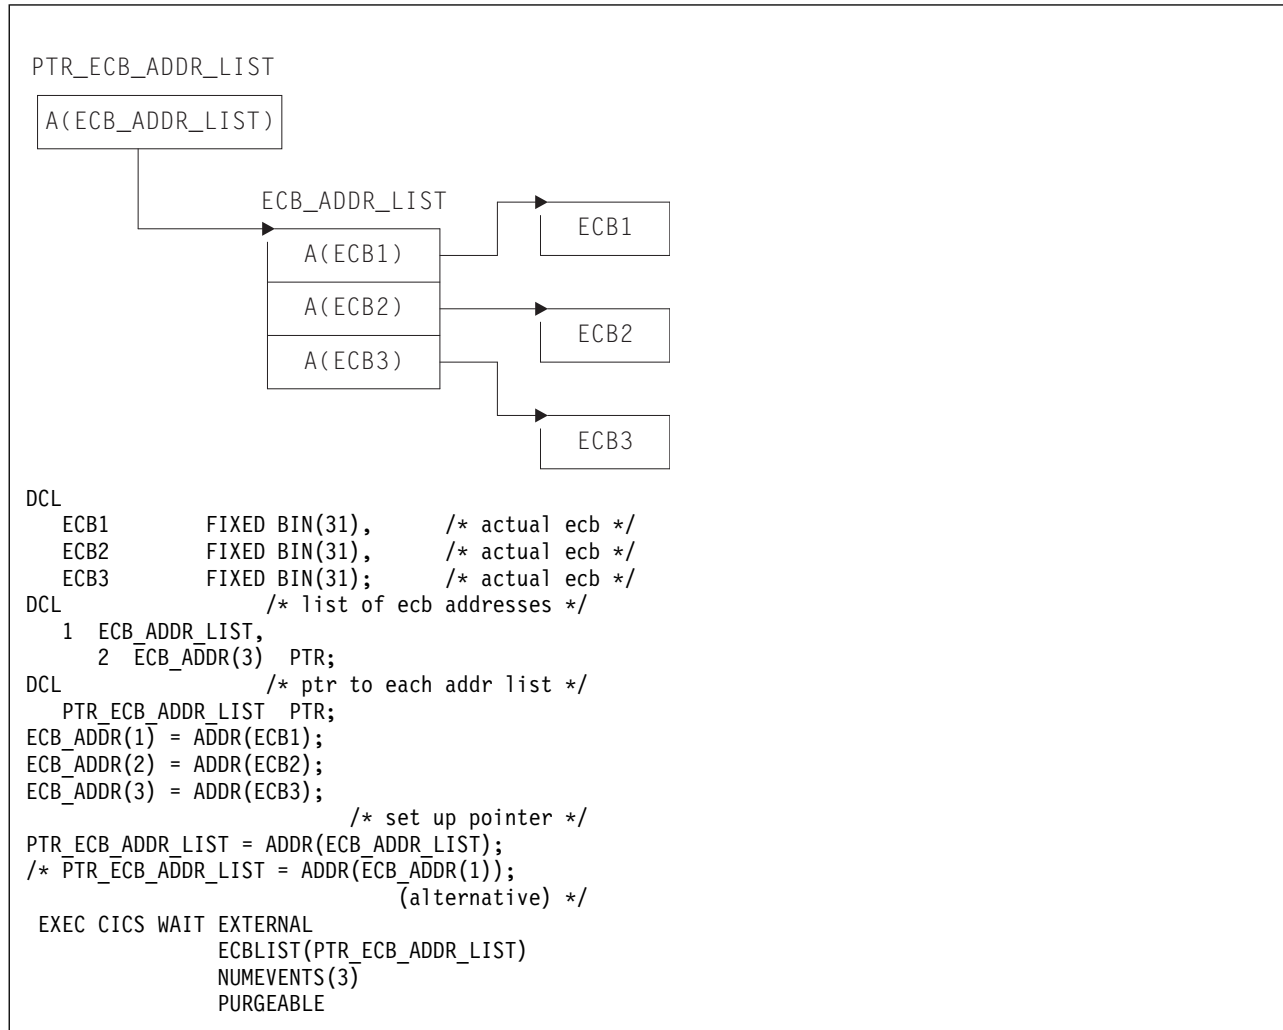 PTR_ECB_ADDR_LIST
A(ECB_ADDR_LIST)
ECB_ADDR_LIST
ECB1
A(ECB1)
A(ECB2)
ECB2
A(ECB3)
ECB3
DCL
ECB1 FIXED BIN(31), /* actual ecb */
ECB2 FIXED BIN(31), /* actual ecb */
ECB3 FIXED BIN(31); /* actual ecb */
DCL /* list of ecb addresses */
1 ECB_ADDR_LIST,
2 ECB_ADDR(3) PTR;
DCL /* ptr to each addr list */
PTR_ECB_ADDR_LIST PTR;
ECB_ADDR(1) = ADDR(ECB1);
ECB_ADDR(2) = ADDR(ECB2);
ECB_ADDR(3) = ADDR(ECB3);
/* set up pointer */
PTR_ECB_ADDR_LIST = ADDR(ECB_ADDR_LIST);
/* PTR_ECB_ADDR_LIST = ADDR(ECB_ADDR(1));
(alternative) */
EXEC CICS WAIT EXTERNAL
ECBLIST(PTR_ECB_ADDR_LIST)
NUMEVENTS(3)
PURGEABLE